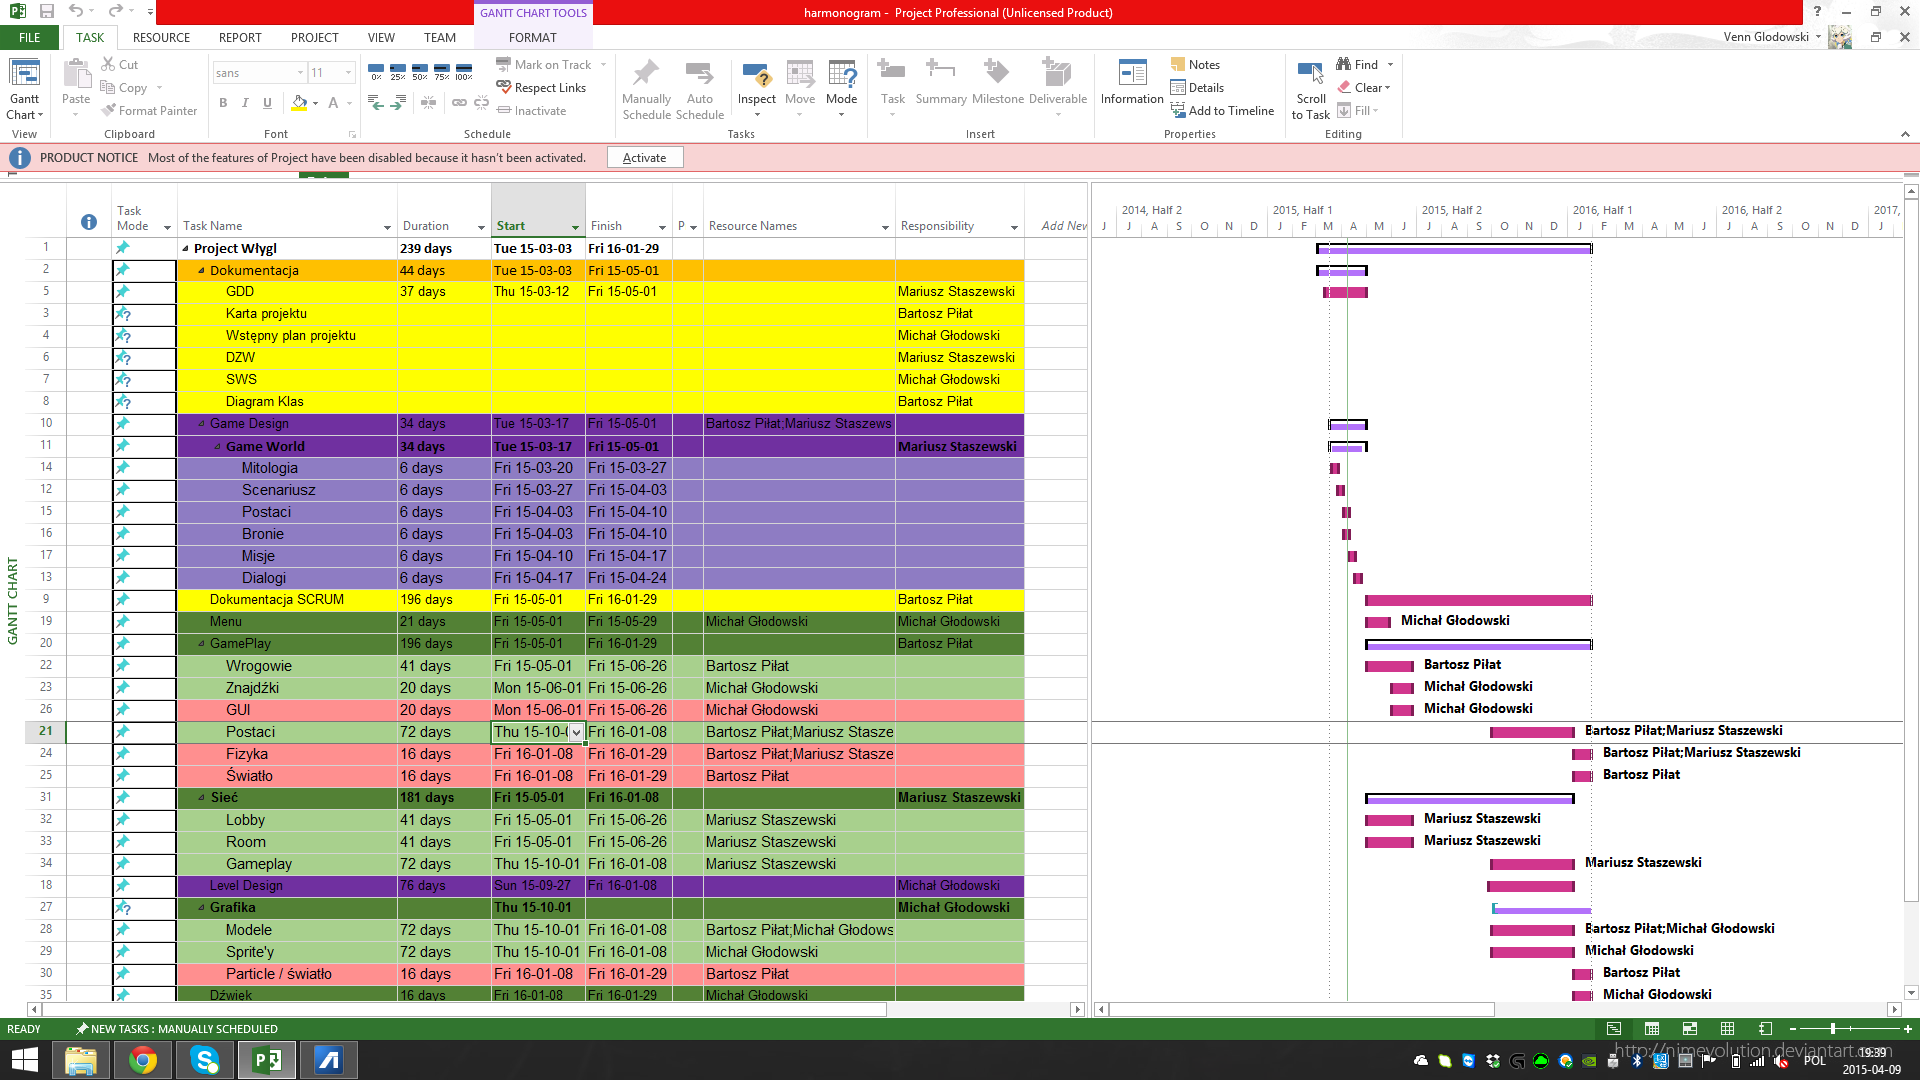 GANTT CHART TOOLS
harmonogram - Project Professional (Unlicensed Product)
FILE TASK RESOURCE REPORT PROJECT VIEW TEAM FORMAT Venn Glodowski
Gantt Chart Paste Cut Copy Format Painter
sans 11 B I U A
0% 25% 50% 75% 100% Mark on Track Respect Links Inactivate
Manually Schedule Auto Schedule Inspect Move Mode
Task Summary Milestone Deliverable
Information Notes Details Add to Timeline
Scroll to Task Find Clear Fill
View Clipboard Font Schedule Tasks Insert Properties Editing
PRODUCT NOTICE Most of the features of Project have been disabled because it hasn't been activated. Activate
GANTT CHART
Task Mode Task Name Duration Start Finish P Resource Names Responsibility Add New
2014, Half 2 2015, Half 1 2015, Half 2 2016, Half 1 2016, Half 2 2017,
J J A S O N D J F M A M J J A S O N D J F M A M J J A S O N D J
1 Project Włygl 239 days Tue 15-03-03 Fri 16-01-29
2 Dokumentacja 44 days Tue 15-03-03 Fri 15-05-01
5 GDD 37 days Thu 15-03-12 Fri 15-05-01 Mariusz Staszewski
3 Karta projektu Bartosz Piłat
4 Wstępny plan projektu Michał Głodowski
6 DZW Mariusz Staszewski
7 SWS Michał Głodowski
8 Diagram Klas Bartosz Piłat
10 Game Design 34 days Tue 15-03-17 Fri 15-05-01 Bartosz Piłat;Mariusz Staszews
11 Game World 34 days Tue 15-03-17 Fri 15-05-01 Mariusz Staszewski
14 Mitologia 6 days Fri 15-03-20 Fri 15-03-27
12 Scenariusz 6 days Fri 15-03-27 Fri 15-04-03
15 Postaci 6 days Fri 15-04-03 Fri 15-04-10
16 Bronie 6 days Fri 15-04-03 Fri 15-04-10
17 Misje 6 days Fri 15-04-10 Fri 15-04-17
13 Dialogi 6 days Fri 15-04-17 Fri 15-04-24
9 Dokumentacja SCRUM 196 days Fri 15-05-01 Fri 16-01-29 Bartosz Piłat
19 Menu 21 days Fri 15-05-01 Fri 15-05-29 Michał Głodowski Michał Głodowski Michał Głodowski
20 GamePlay 196 days Fri 15-05-01 Fri 16-01-29 Bartosz Piłat
22 Wrogowie 41 days Fri 15-05-01 Fri 15-06-26 Bartosz Piłat Bartosz Piłat
23 Znajdźki 20 days Mon 15-06-01 Fri 15-06-26 Michał Głodowski Michał Głodowski
26 GUI 20 days Mon 15-06-01 Fri 15-06-26 Michał Głodowski Michał Głodowski
21 Postaci 72 days Thu 15-10-0 Fri 16-01-08 Bartosz Piłat;Mariusz Stasze Bartosz Piłat;Mariusz Staszewski
24 Fizyka 16 days Fri 16-01-08 Fri 16-01-29 Bartosz Piłat;Mariusz Stasze Bartosz Piłat;Mariusz Staszewski
25 Światło 16 days Fri 16-01-08 Fri 16-01-29 Bartosz Piłat Bartosz Piłat
31 Sieć 181 days Fri 15-05-01 Fri 16-01-08 Mariusz Staszewski
32 Lobby 41 days Fri 15-05-01 Fri 15-06-26 Mariusz Staszewski Mariusz Staszewski
33 Room 41 days Fri 15-05-01 Fri 15-06-26 Mariusz Staszewski Mariusz Staszewski
34 Gameplay 72 days Thu 15-10-01 Fri 16-01-08 Mariusz Staszewski Mariusz Staszewski
18 Level Design 76 days Sun 15-09-27 Fri 16-01-08 Michał Głodowski
27 Grafika Thu 15-10-01 Michał Głodowski
28 Modele 72 days Thu 15-10-01 Fri 16-01-08 Bartosz Piłat;Michał Głodows Bartosz Piłat;Michał Głodowski
29 Sprite'y 72 days Thu 15-10-01 Fri 16-01-08 Michał Głodowski Michał Głodowski
30 Particle / światło 16 days Fri 16-01-08 Fri 16-01-29 Bartosz Piłat Bartosz Piłat
35 Dźwiek 16 days Fri 16-01-08 Fri 16-01-29 Michał Głodowski Michał Głodowski
READY NEW TASKS : MANUALLY SCHEDULED
http://nimevolution.deviantart.com
POL 19:39
2015-04-09